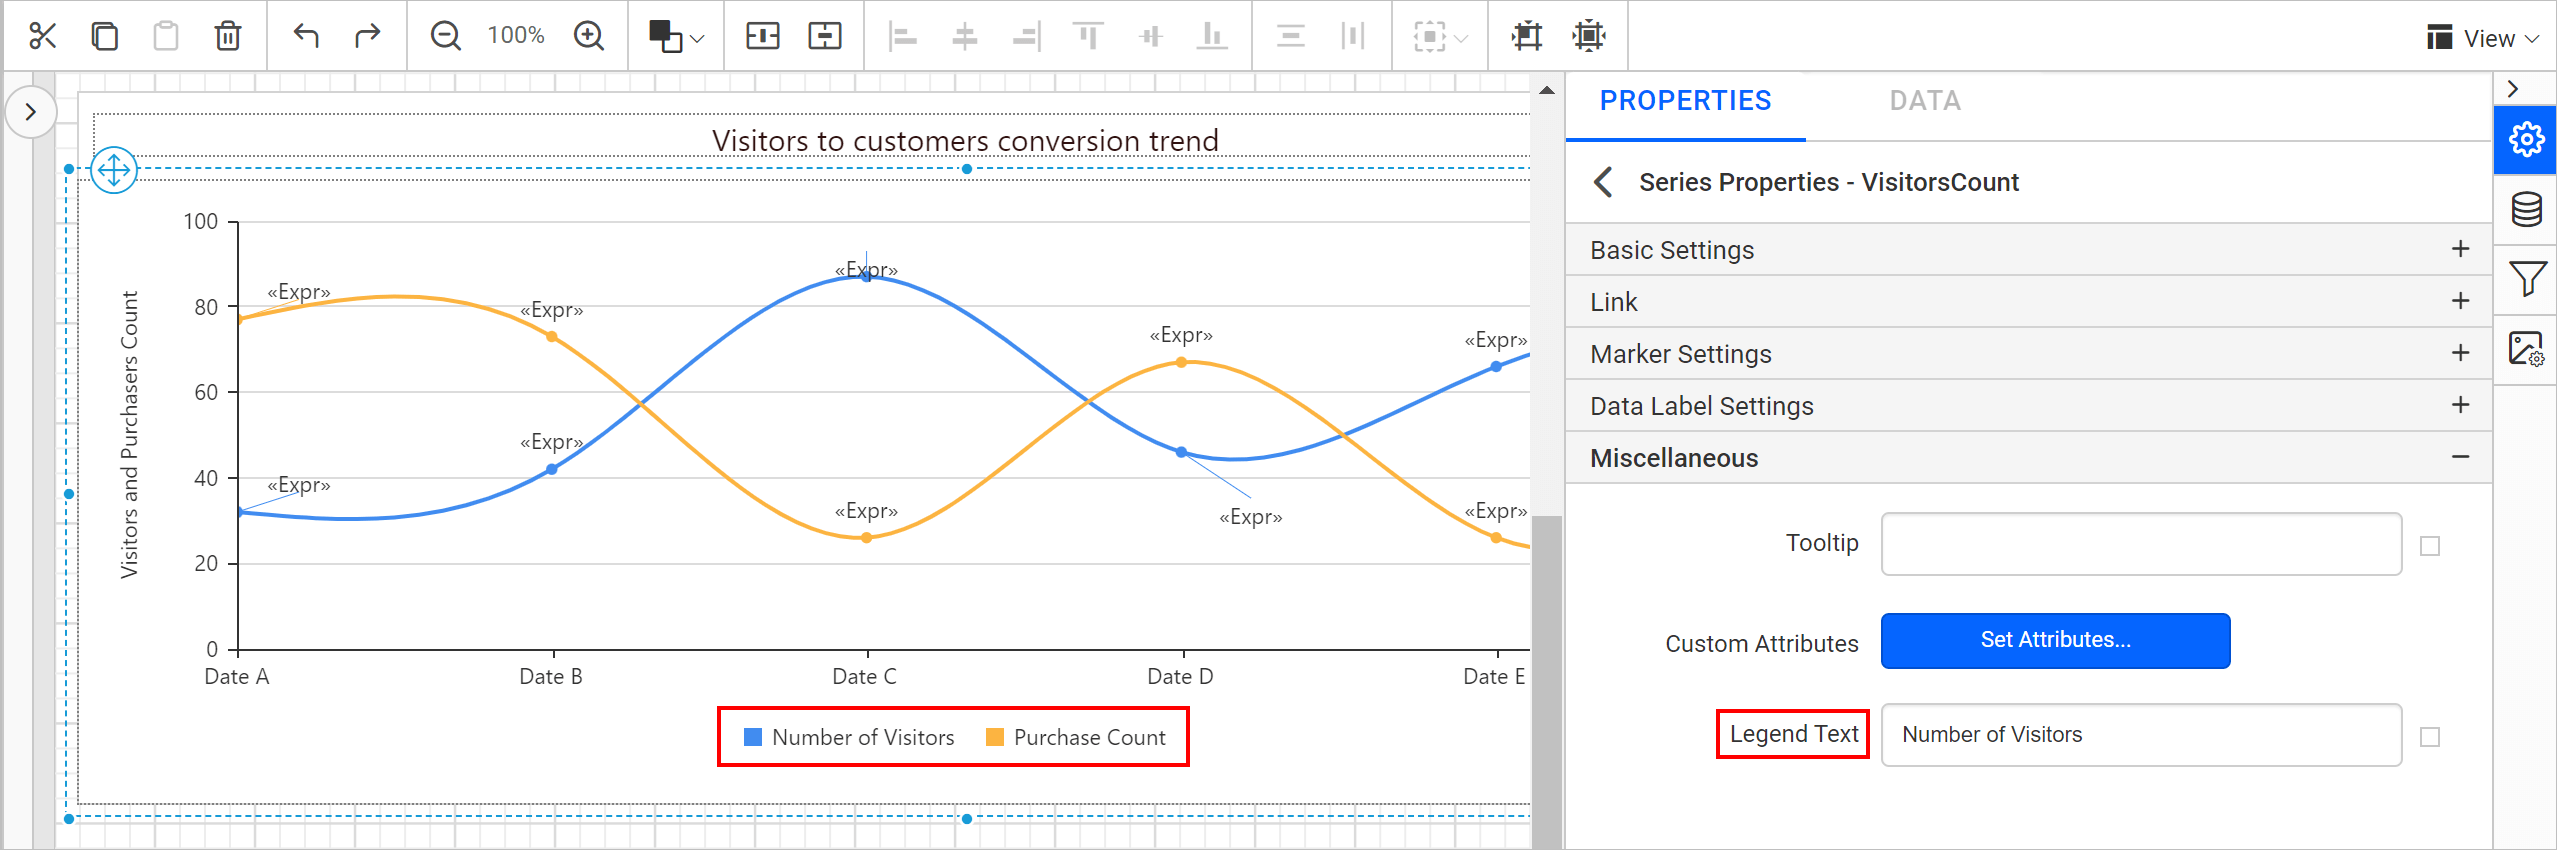 100%
View
PROPERTIES
DATA
Visitors to customers conversion trend
Series Properties - VisitorsCount
Visitors and Purchasers Count
100
80
60
40
20
0
«Expr»
«Expr»
«Expr»
«Expr»
«Expr»
«Expr»
«Expr»
«Expr»
«Expr»
«Expr»
Date A
Date B
Date C
Date D
Date E
Number of Visitors
Purchase Count
Basic Settings
Link
Marker Settings
Data Label Settings
Miscellaneous
Tooltip
Custom Attributes
Set Attributes...
Legend Text
Number of Visitors